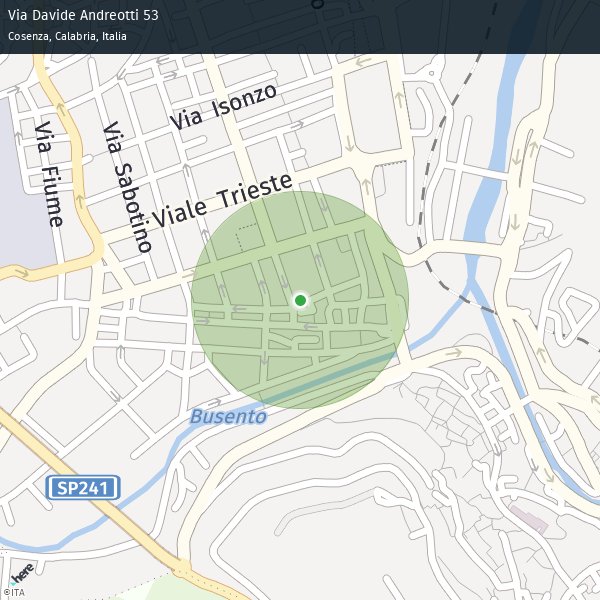 Via Davide Andreotti 53
Cosenza, Calabria, Italia
Via Isonzo
Via Fiume
Via Sabotino
Viale Trieste
Busento
SP241
here
©ITA